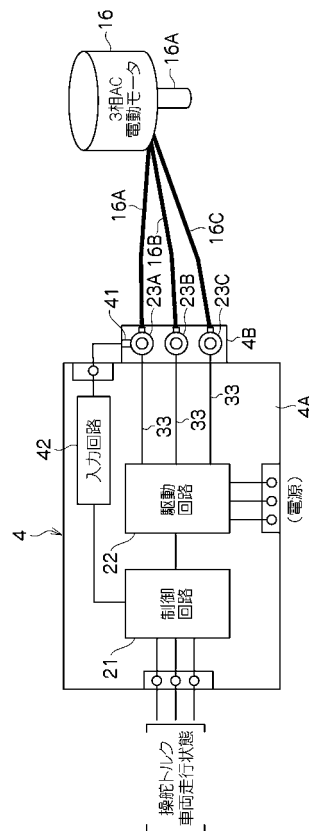 4
42
41
入力回路
23A
23B
23C
4B
16A
16B
16C
16
3相AC
電動モータ
16A
21
制御
回路
22
駆動
回路
33
33
33
4A
(電源)
操舵トルク
車両走行状態